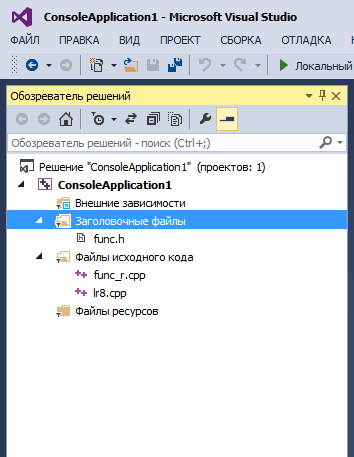 ConsoleApplication1 - Microsoft Visual Studio
ФАЙЛ ПРАВКА ВИД ПРОЕКТ СБОРКА ОТЛАДКА
Локальный
Обозреватель решений
Обозреватель решений - поиск (Ctrl+;)
Решение "ConsoleApplication1" (проектов: 1)
ConsoleApplication1
Внешние зависимости
Заголовочные файлы
func.h
Файлы исходного кода
func_r.cpp
lr8.cpp
Файлы ресурсов